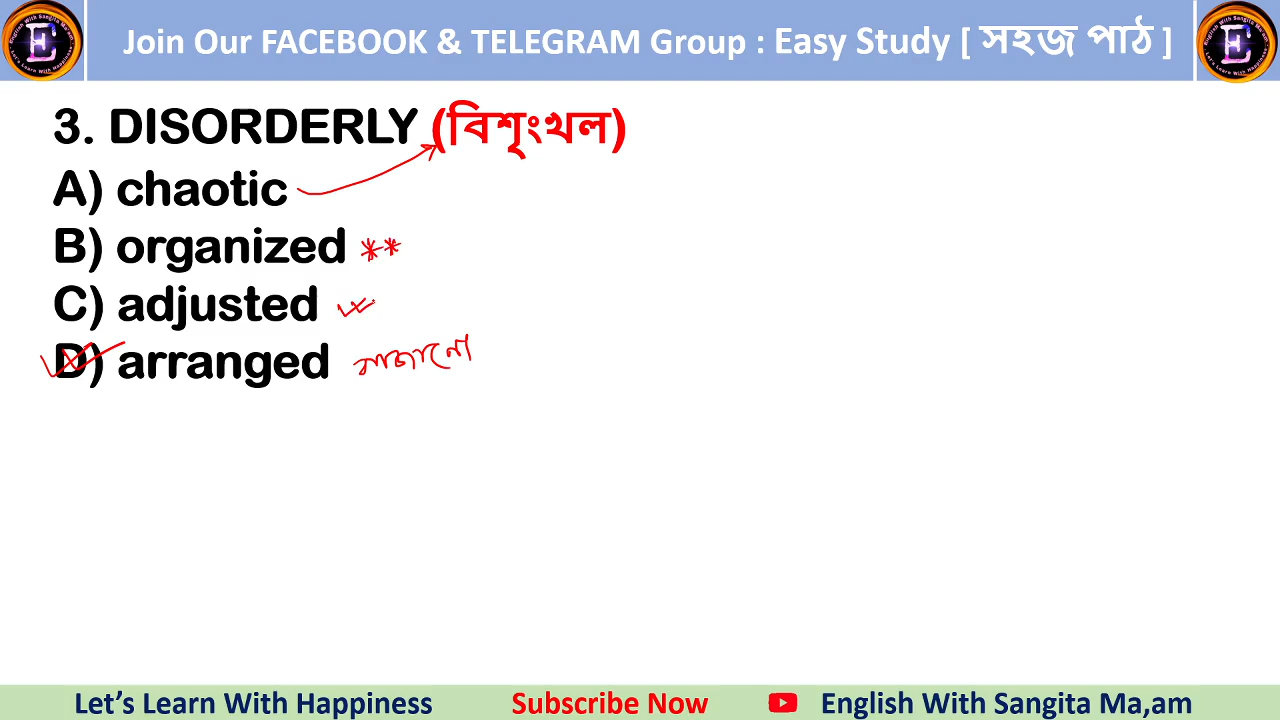 Join Our FACEBOOK & TELEGRAM Group : Easy Study [ সহজ পাঠ ]
3. DISORDERLY (বিশৃংখল)
A) chaotic
B) organized **
C) adjusted
D) arranged সাজানো
Let's Learn With Happiness Subscribe Now English With Sangita Ma,am